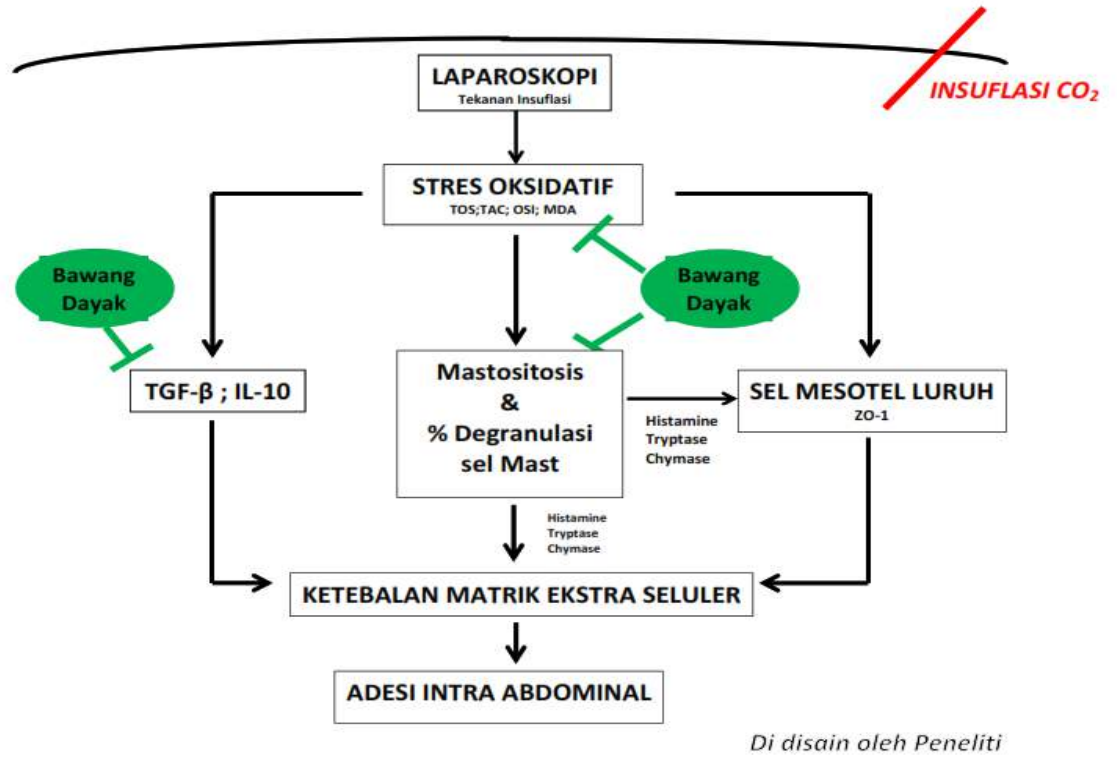 LAPAROSKOPI
Tekanan Insuflasi
INSUFLASI CO₂
STRES OKSIDATIF
TOS;TAC; OSI; MDA
Bawang
Dayak
Bawang
Dayak
TGF-β ; IL-10
Mastositosis
&
% Degranulasi
sel Mast
Histamine
Tryptase
Chymase
SEL MESOTEL LURUH
ZO-1
Histamine
Tryptase
Chymase
KETEBALAN MATRIK EKSTRA SELULER
ADESI INTRA ABDOMINAL
Di disain oleh Peneliti